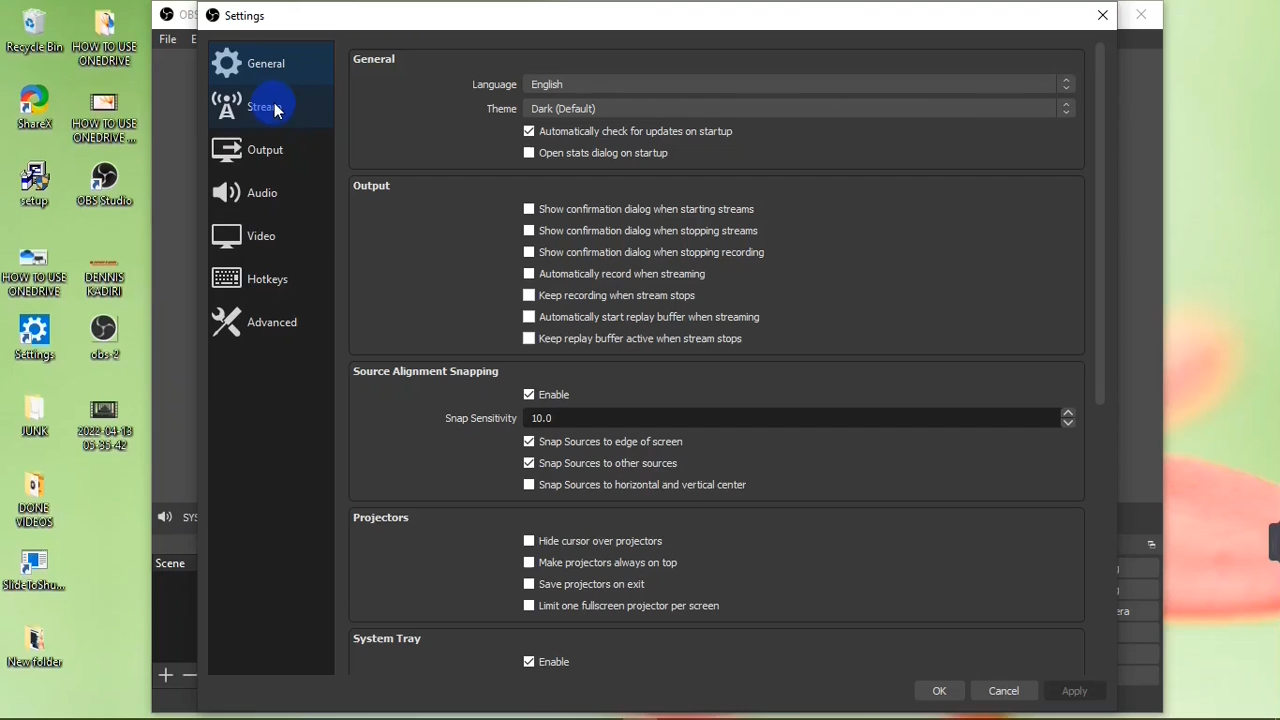 Recycle Bin
HOW TO USE
ONEDRIVE
ShareX
HOW TO USE
ONEDRIVE ...
setup
OBS Studio
HOW TO USE
ONEDRIVE
DENNIS
KADIRI
Settings
obs-2
JUNK
2022-04-13
05-35-42
DONE
VIDEOS
SlideToShu...
New folder
OBS
File
E
SYS
Scene
Settings
General
Stream
Output
Audio
Video
Hotkeys
Advanced
General
Language
English
Theme
Dark (Default)
Automatically check for updates on startup
Open stats dialog on startup
Output
Show confirmation dialog when starting streams
Show confirmation dialog when stopping streams
Show confirmation dialog when stopping recording
Automatically record when streaming
Keep recording when stream stops
Automatically start replay buffer when streaming
Keep replay buffer active when stream stops
Source Alignment Snapping
Enable
Snap Sensitivity
10.0
Snap Sources to edge of screen
Snap Sources to other sources
Snap Sources to horizontal and vertical center
Projectors
Hide cursor over projectors
Make projectors always on top
Save projectors on exit
Limit one fullscreen projector per screen
System Tray
Enable
OK
Cancel
Apply